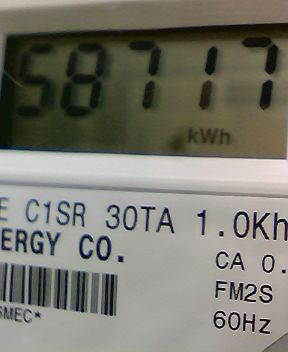 58717
kWh
E C1SR 30TA 1.0Kh
ERGY CO.
CA 0.
FM2S
SMEC*
60Hz